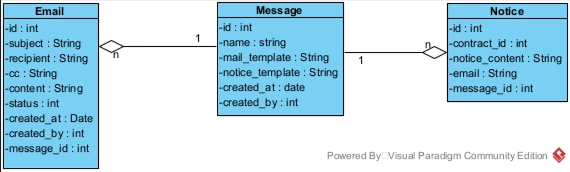 Email
-id : int
-subject : String
-recipient : String
-cc : String
-content : String
-status : int
-created_at : Date
-created_by : int
-message_id : int
n
1
Message
-id : int
-name : string
-mail_template : String
-notice_template : String
-created_at : date
-created_by : int
1
n
Notice
-id : int
-contract_id : int
-notice_content : String
-email : String
-message_id : int
Powered By Visual Paradigm Community Edition